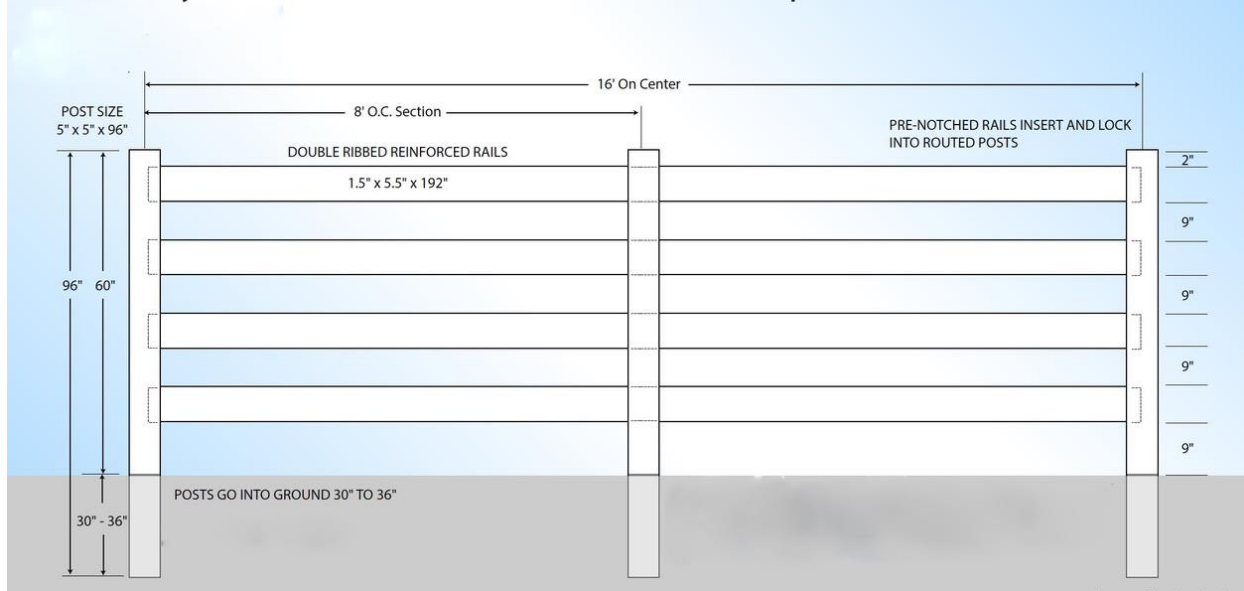 16' On Center
8' O.C. Section
POST SIZE
5" x 5" x 96"
PRE-NOTCHED RAILS INSERT AND LOCK
INTO ROUTED POSTS
DOUBLE RIBBED REINFORCED RAILS
1.5" x 5.5" x 192"
2"
9"
96" 60"
9"
9"
9"
POSTS GO INTO GROUND 30" TO 36"
30" - 36"